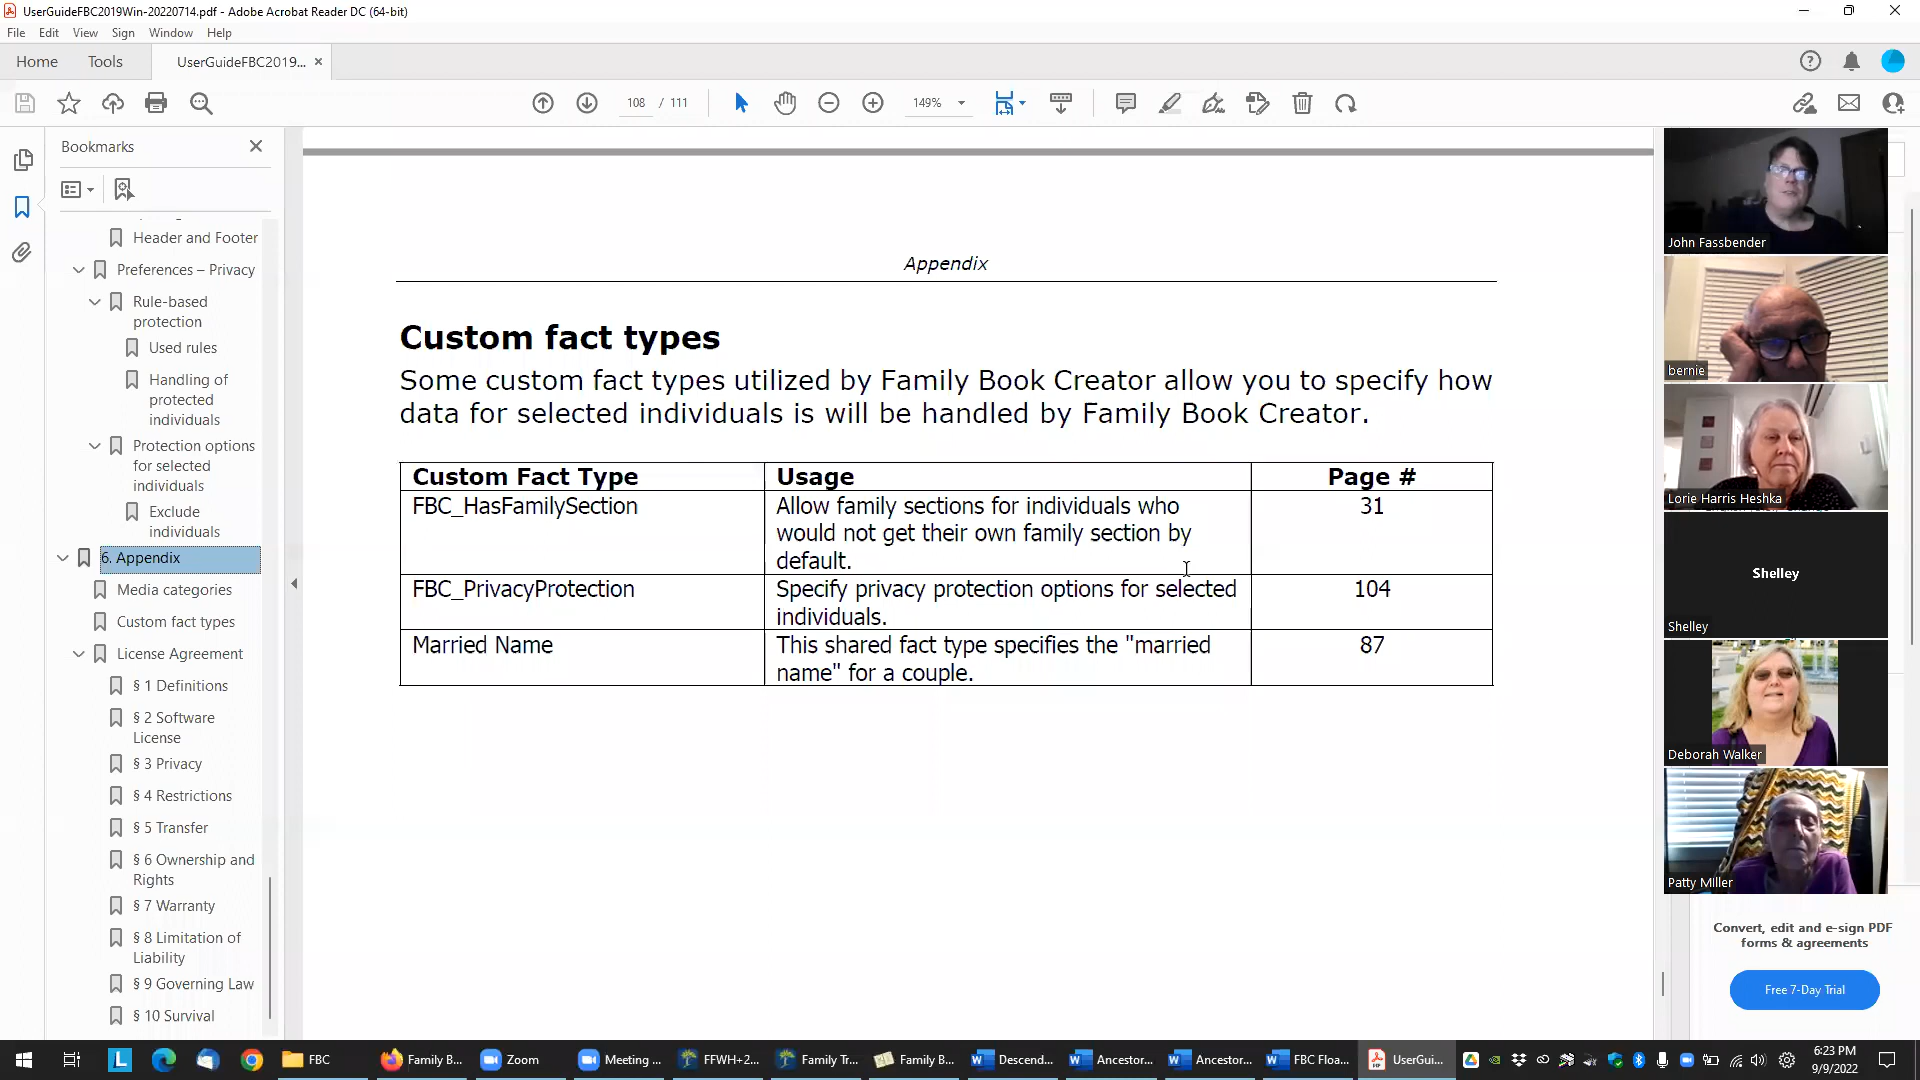 UserGuideFBC2019Win-20220714.pdf - Adobe Acrobat Reader DC (64-bit)
File Edit View Sign Window Help
Home Tools UserGuideFBC2019...
108 / 111 149%
Bookmarks
Header and Footer
Preferences – Privacy
Rule-based
protection
Used rules
Handling of
protected
individuals
Protection options
for selected
individuals
Exclude
individuals
6. Appendix
Media categories
Custom fact types
License Agreement
§ 1 Definitions
§ 2 Software
License
§ 3 Privacy
§ 4 Restrictions
§ 5 Transfer
§ 6 Ownership and
Rights
§ 7 Warranty
§ 8 Limitation of
Liability
§ 9 Governing Law
§ 10 Survival
Appendix
Custom fact types
Some custom fact types utilized by Family Book Creator allow you to specify how
data for selected individuals is will be handled by Family Book Creator.
Custom Fact Type Usage Page #
FBC_HasFamilySection Allow family sections for individuals who 31
would not get their own family section by
default.
FBC_PrivacyProtection Specify privacy protection options for selected 104
individuals.
Married Name This shared fact type specifies the "married 87
name" for a couple.
John Fassbender
bernie
Lorie Harris Heshka
Shelley
Shelley
Deborah Walker
Patty Miller
Convert, edit and e-sign PDF
forms & agreements
Free 7-Day Trial
L FBC Family B... Zoom Meeting ... FFWH+2... Family Tr... Family B... Descend... Ancestor... Ancestor... FBC Floa... UserGui...
6:23 PM
9/9/2022